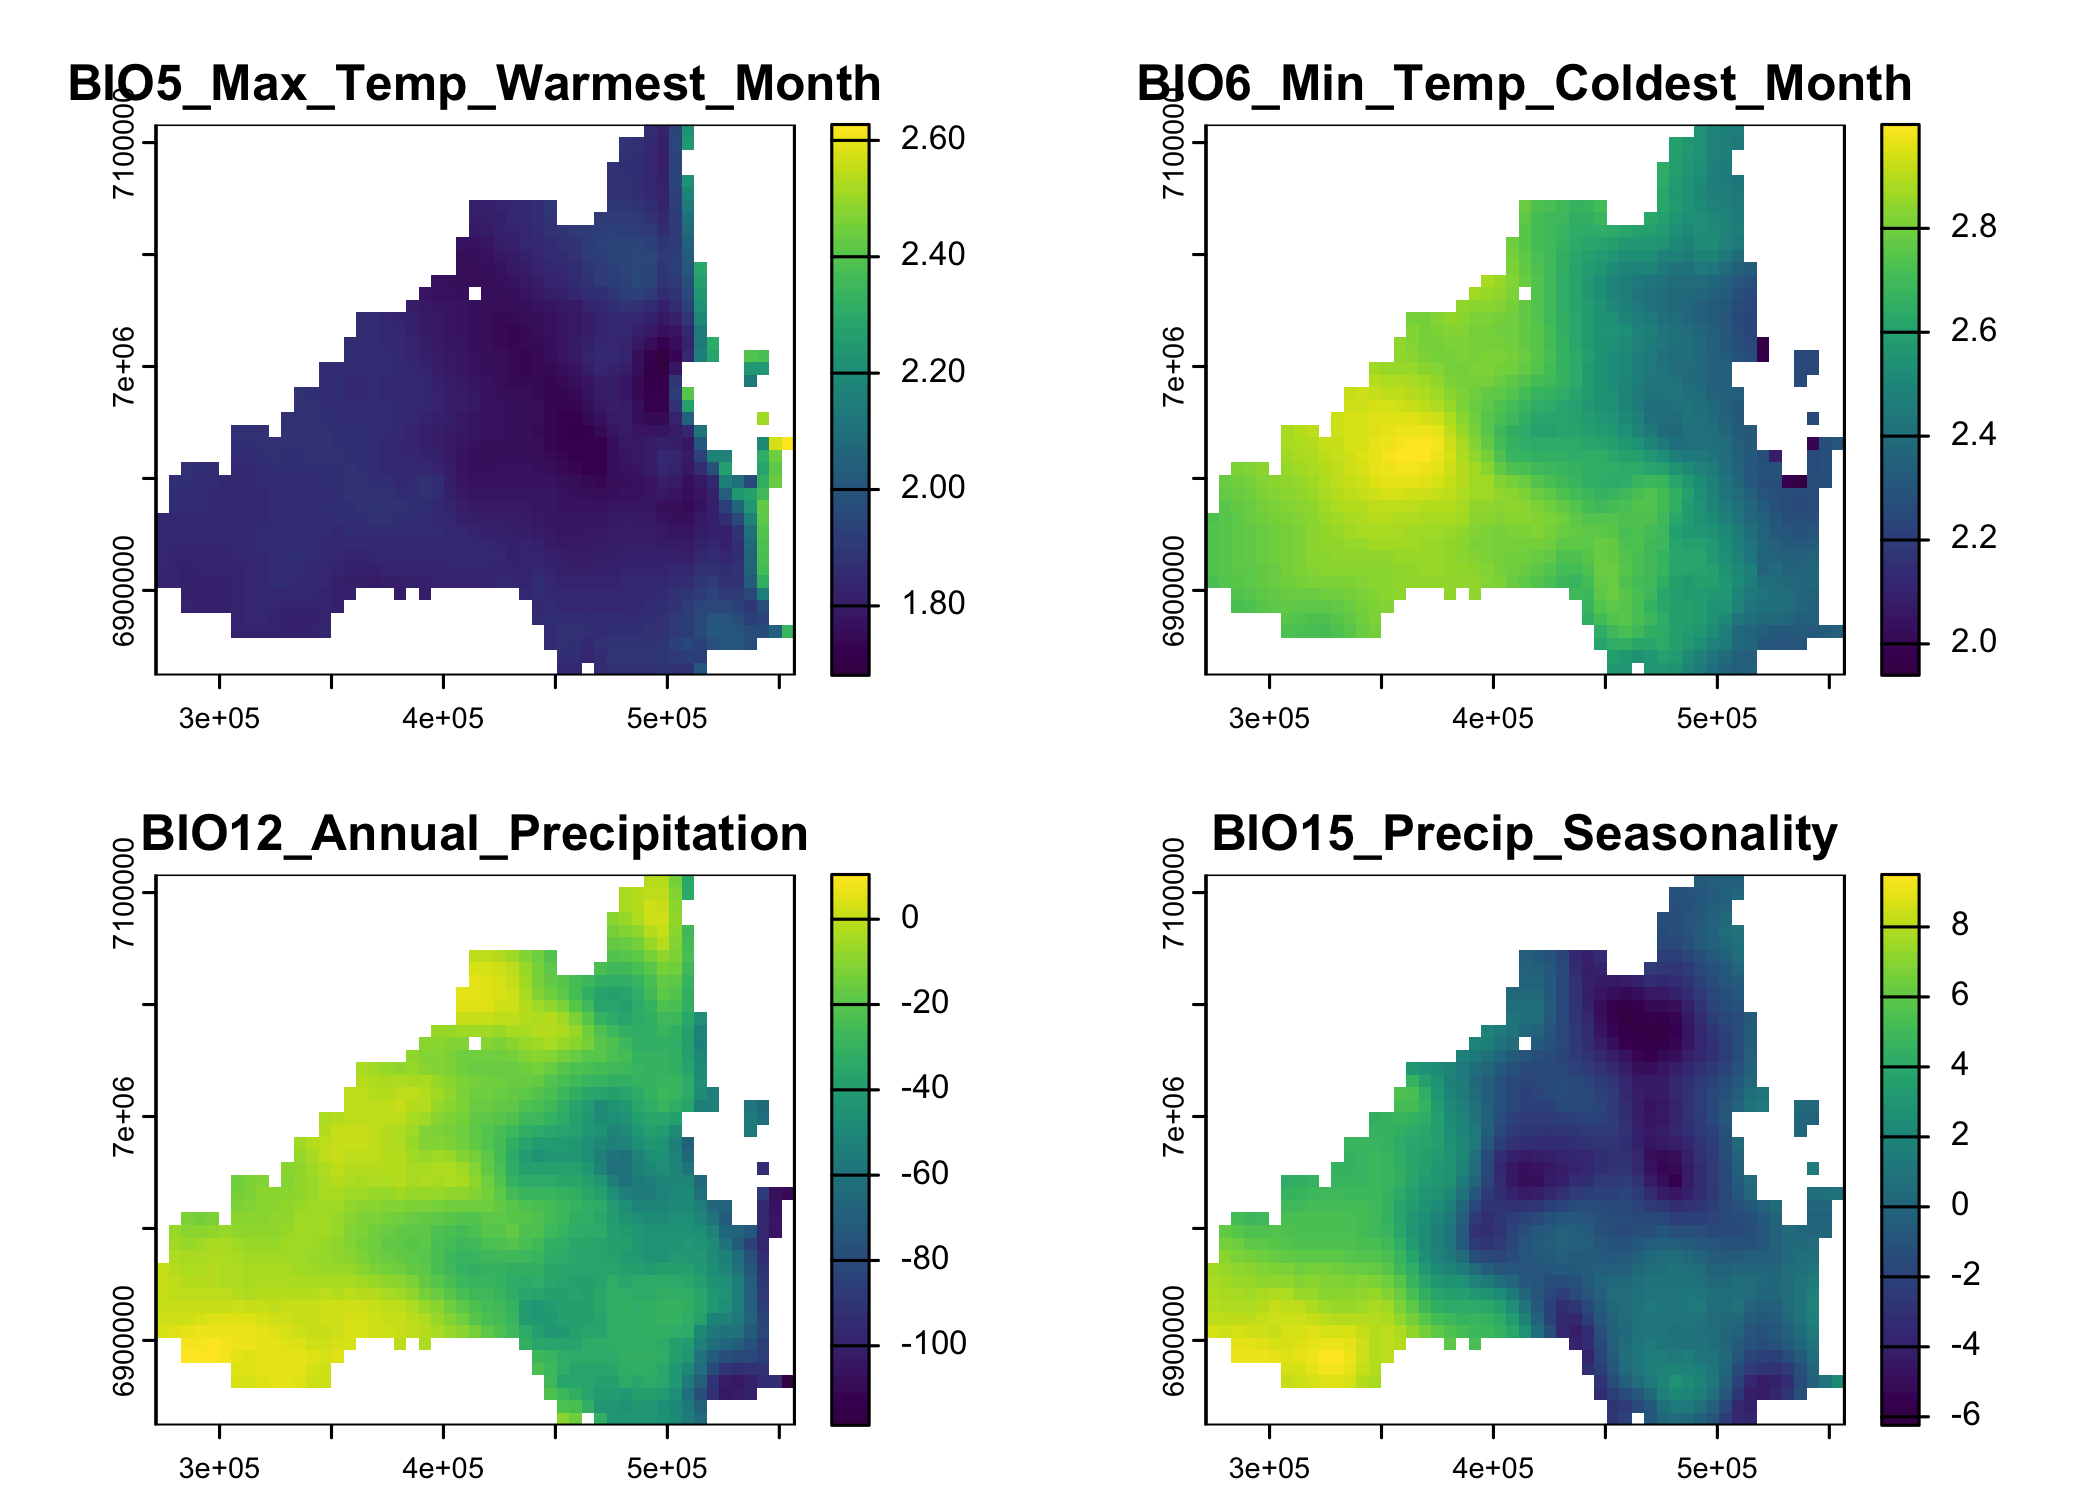 BIO5_Max_Temp_Warmest_Month
7100000
7e+06
6900000
3e+05
4e+05
5e+05
2.60
2.40
2.20
2.00
1.80
BIO6_Min_Temp_Coldest_Month
7100000
7e+06
6900000
3e+05
4e+05
5e+05
2.8
2.6
2.4
2.2
2.0
BIO12_Annual_Precipitation
7100000
7e+06
6900000
3e+05
4e+05
5e+05
0
-20
-40
-60
-80
-100
BIO15_Precip_Seasonality
7100000
7e+06
6900000
3e+05
4e+05
5e+05
8
6
4
2
0
-2
-4
-6